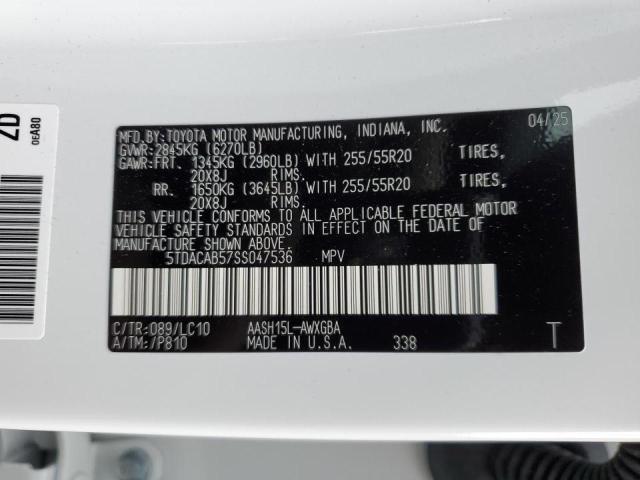 MFD.BY:TOYOTA MOTOR MANUFACTURING, INDIANA, INC. 04/25
GVWR:2845KG (6270LB)
GAWR:FRT. 1345KG (2960LB) WITH 255/55R20 TIRES,
20X8J RIMS.
RR. 1650KG (3645LB) WITH 255/55R20 TIRES,
20X8J RIMS.
THIS VEHICLE CONFORMS TO ALL APPLICABLE FEDERAL MOTOR
VEHICLE SAFETY STANDARDS IN EFFECT ON THE DATE OF
MANUFACTURE SHOWN ABOVE.
5TDACAB57SS047536 MPV
C/TR:089/LC10 AASH15L-AWXGBA
A/TM:/P810 MADE IN U.S.A. 338 T
ZD
0EA80